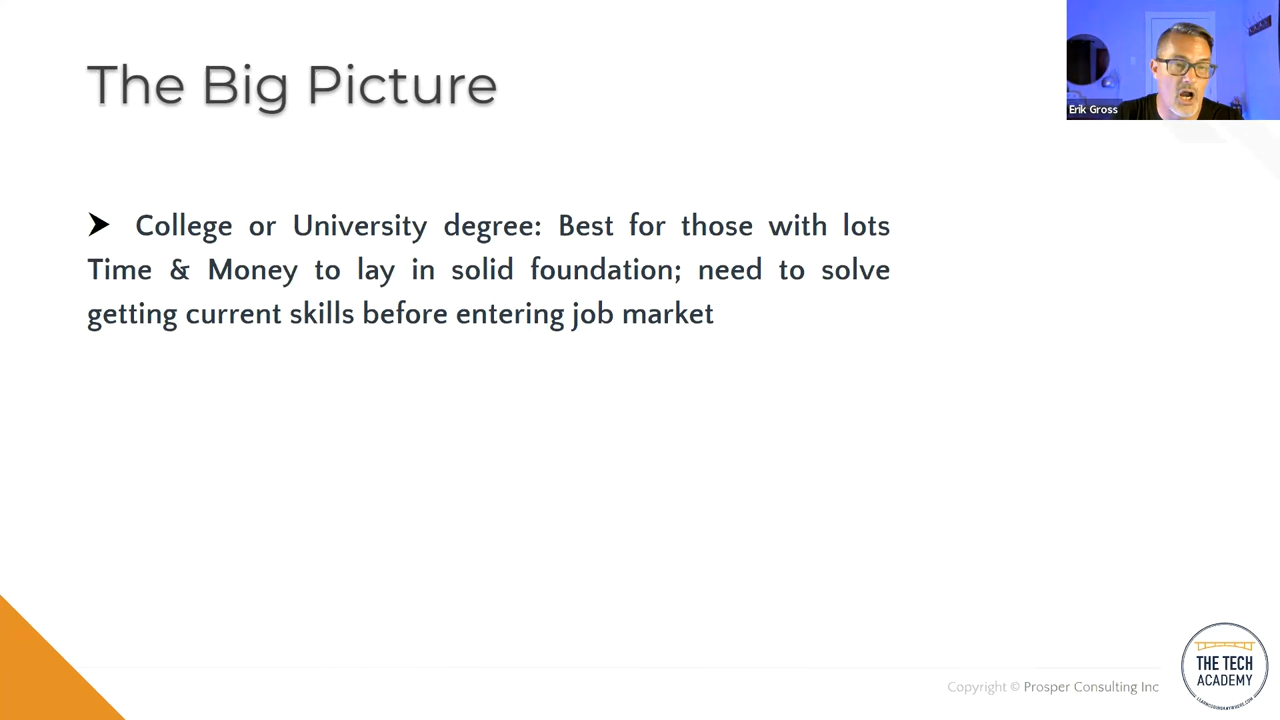 The Big Picture
Erik Gross
➤ College or University degree: Best for those with lots
Time & Money to lay in solid foundation; need to solve
getting current skills before entering job market
Copyright © Prosper Consulting Inc
THE TECH
ACADEMY
LEARNCODINGANYWHERE.COM